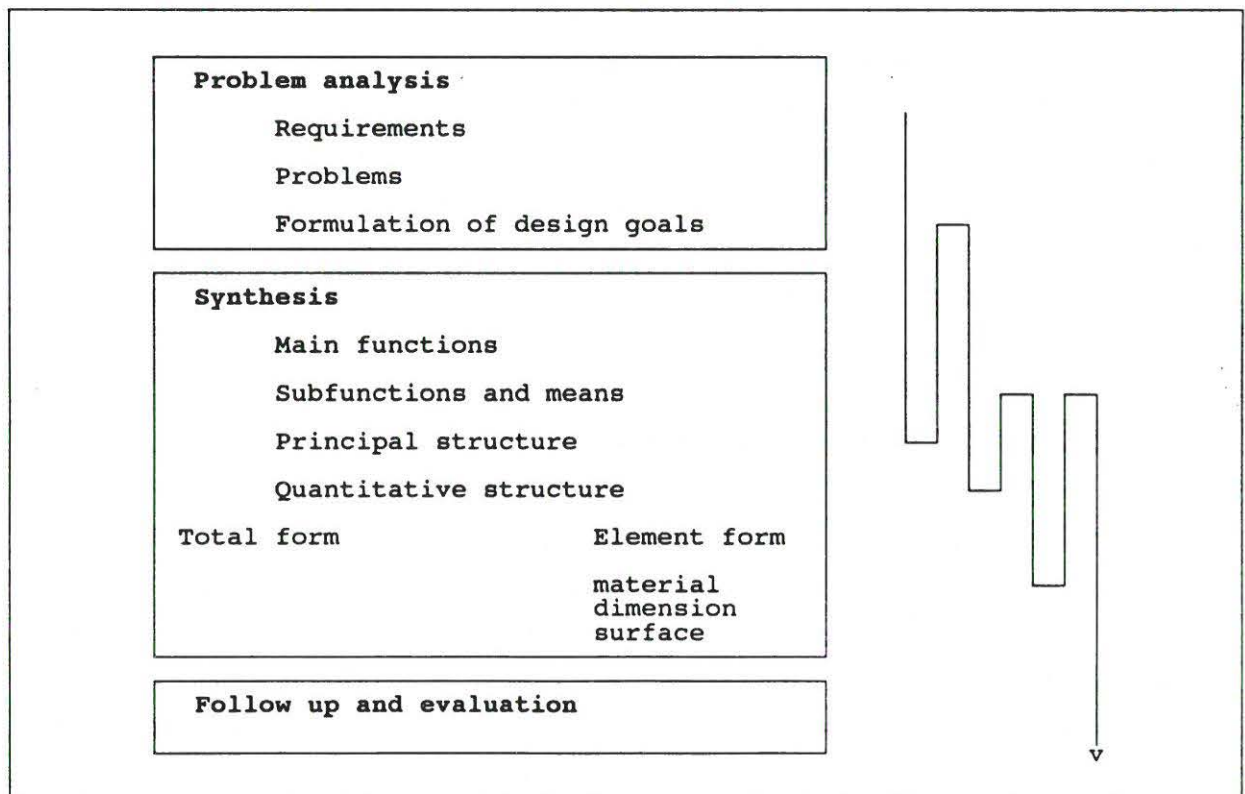 Problem analysis
Requirements
Problems
Formulation of design goals
Synthesis
Main functions
Subfunctions and means
Principal structure
Quantitative structure
Total form Element form
material
dimension
surface
Follow up and evaluation
v